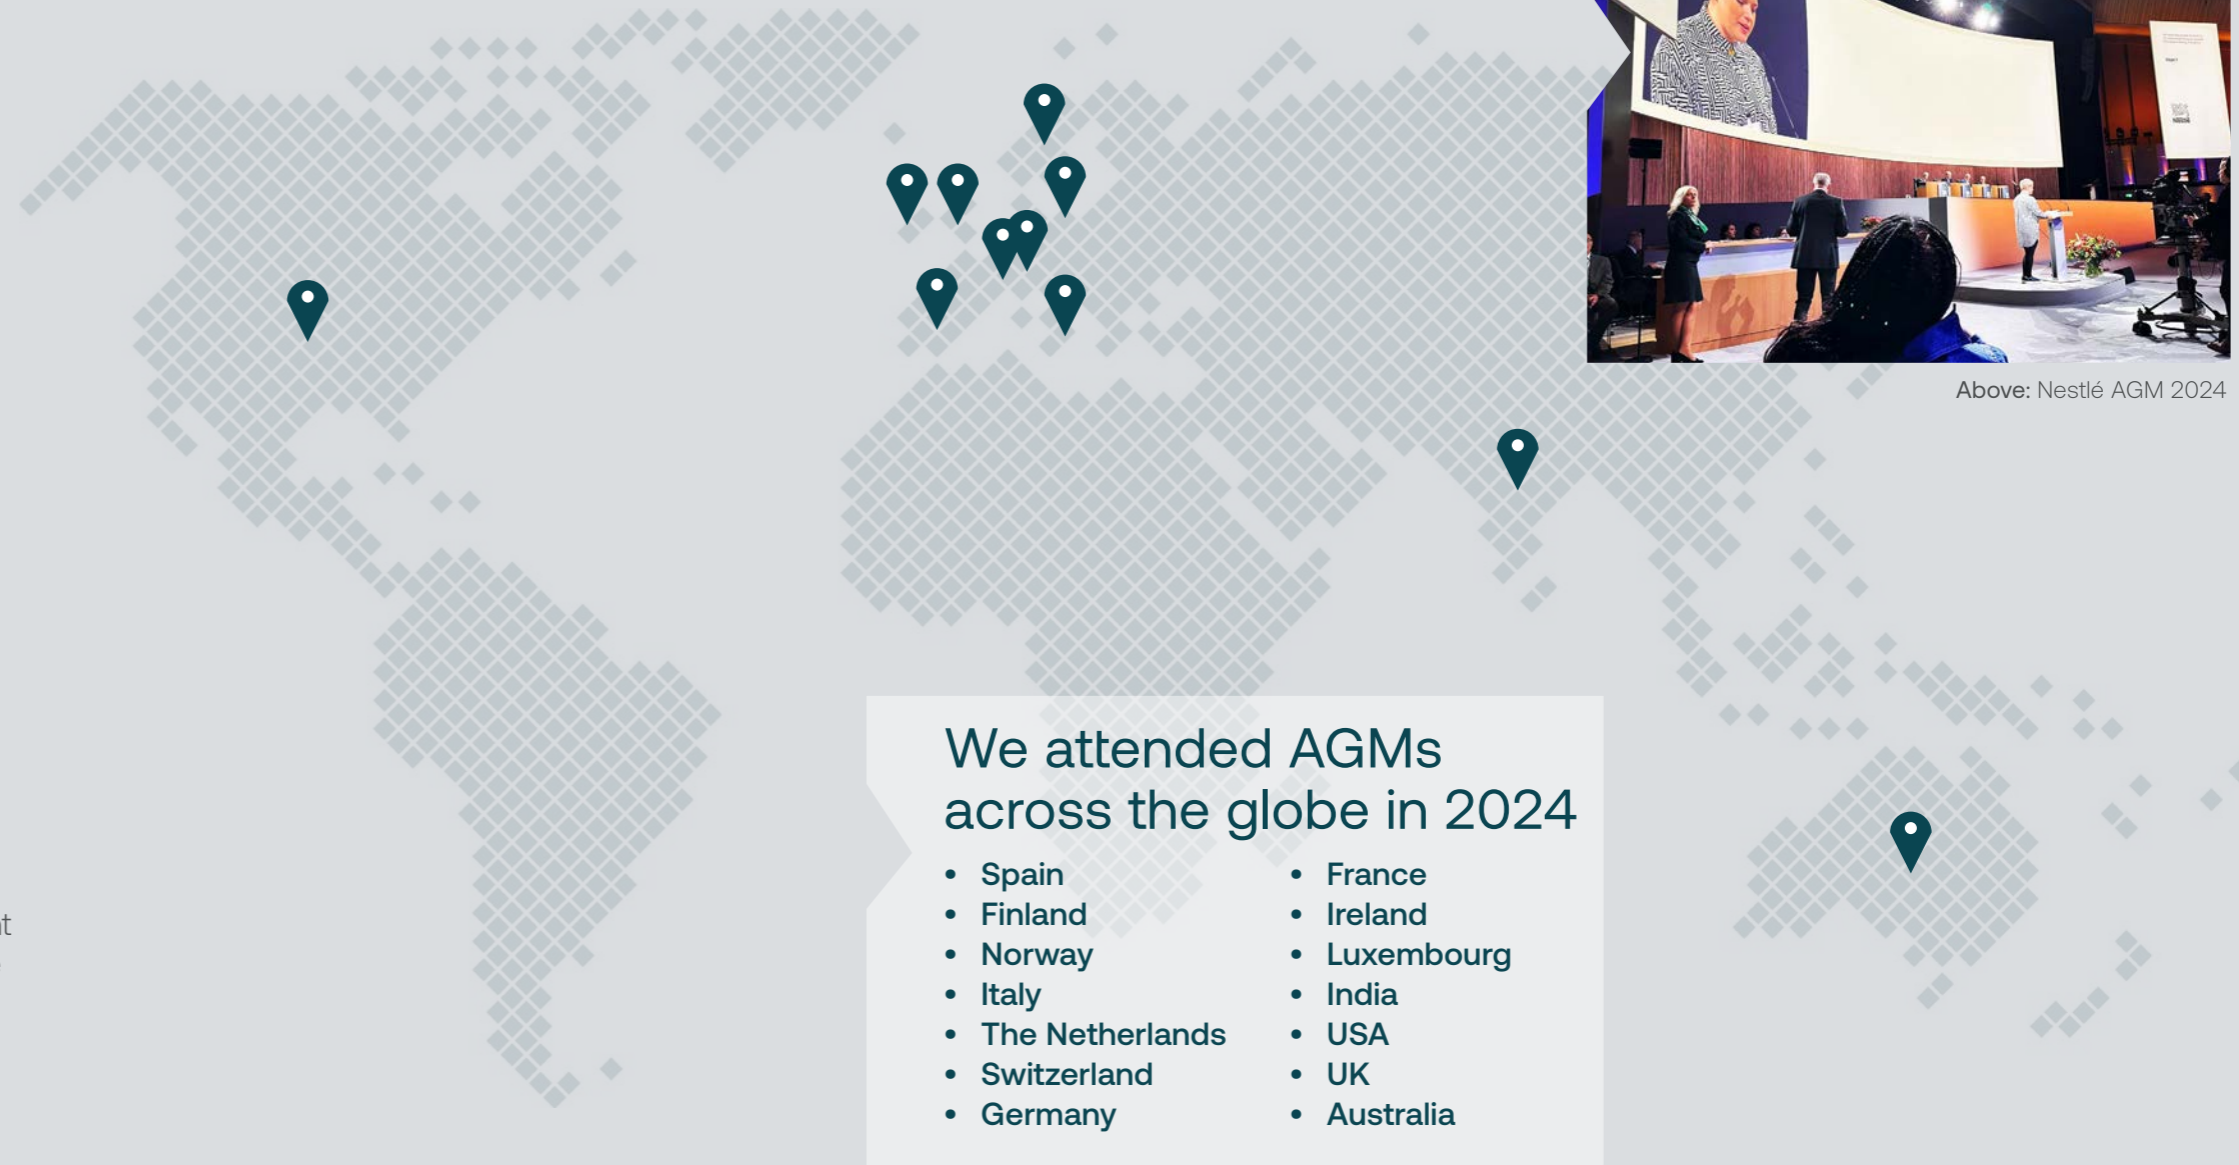 Above: Nestlé AGM 2024
We attended AGMs
across the globe in 2024
• Spain
• Finland
• Norway
• Italy
• The Netherlands
• Switzerland
• Germany
• France
• Ireland
• Luxembourg
• India
• USA
• UK
• Australia